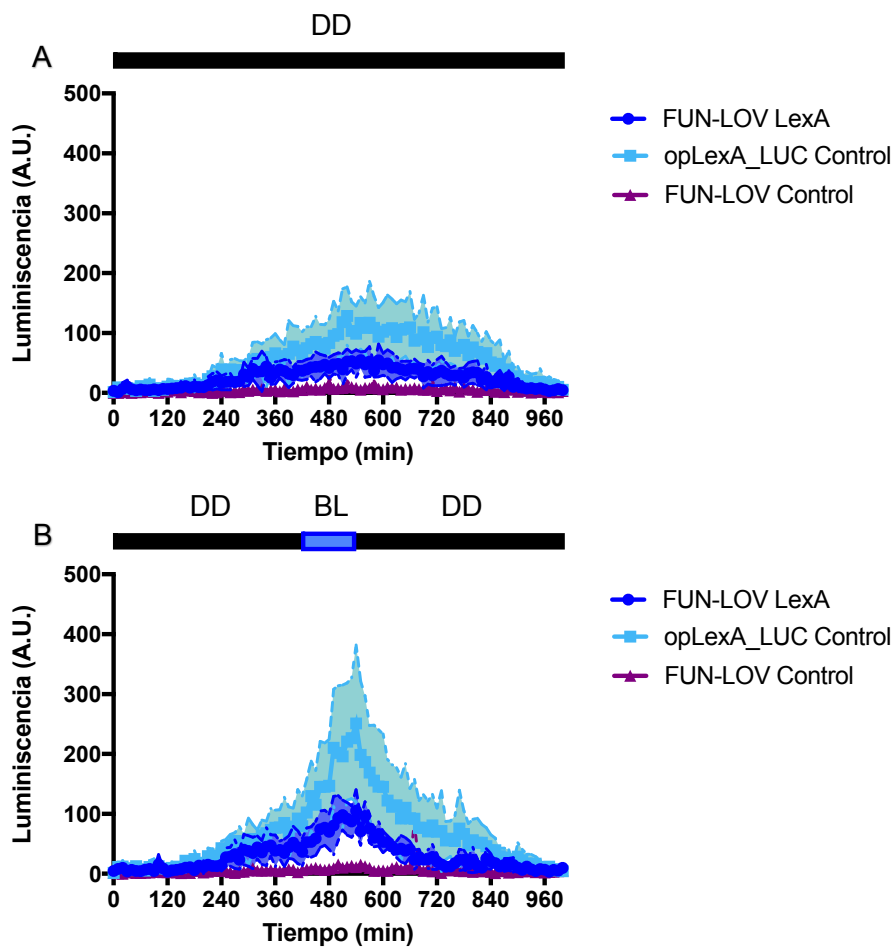 DD
A
500
400
300
200
100
0
Luminiscencia (A.U.)
0 120 240 360 480 600 720 840 960
Tiempo (min)
FUN-LOV LexA
opLexA_LUC Control
FUN-LOV Control
DD BL DD
B
500
400
300
200
100
0
Luminiscencia (A.U.)
0 120 240 360 480 600 720 840 960
Tiempo (min)
FUN-LOV LexA
opLexA_LUC Control
FUN-LOV Control